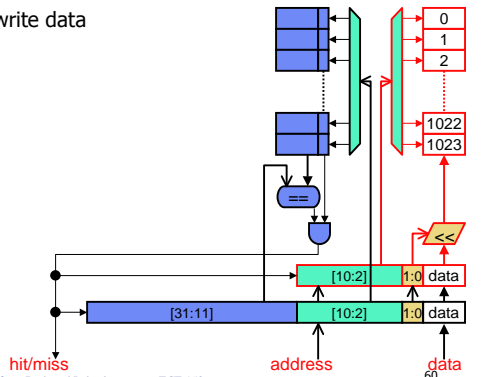 write data
0
1
2
1022
1023
==
<<
[10:2] 1:0 data
[31:11] [10:2] 1:0 data
hit/miss address data
60